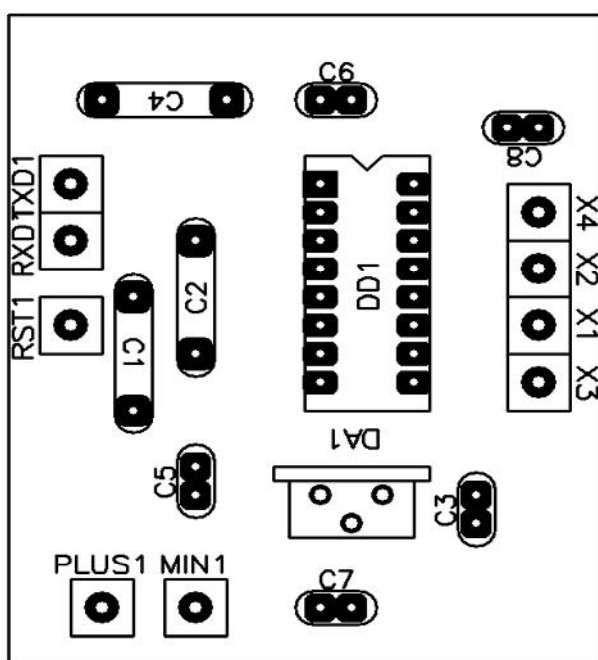 C6
C4
C8
TXD1
RXD1
X4
X2
DD1
C2
RST1
X1
C1
X3
DA1
C5
C3
PLUS1 MIN1
C7